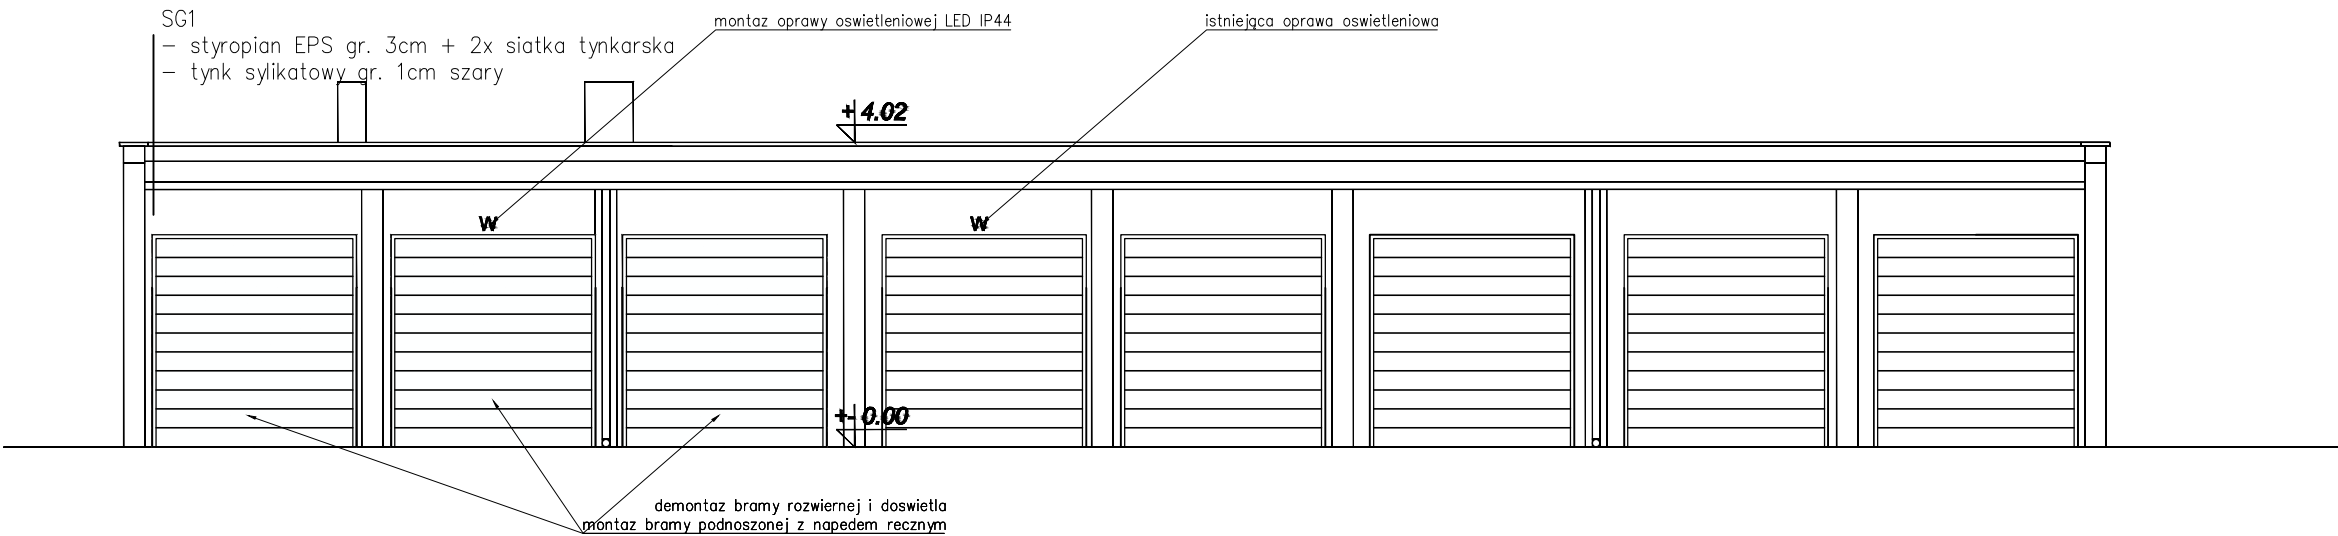 SG1
- styropian EPS gr. 3cm + 2x siatka tynkarska
- tynk sylikatowy gr. 1cm szary
montaz oprawy oswietleniowej LED IP44
istniejąca oprawa oswietleniowa
+ 4.02
W
W
+- 0.00
demontaz bramy rozwiernej i doswietla
montaz bramy podnoszonej z napedem recznym